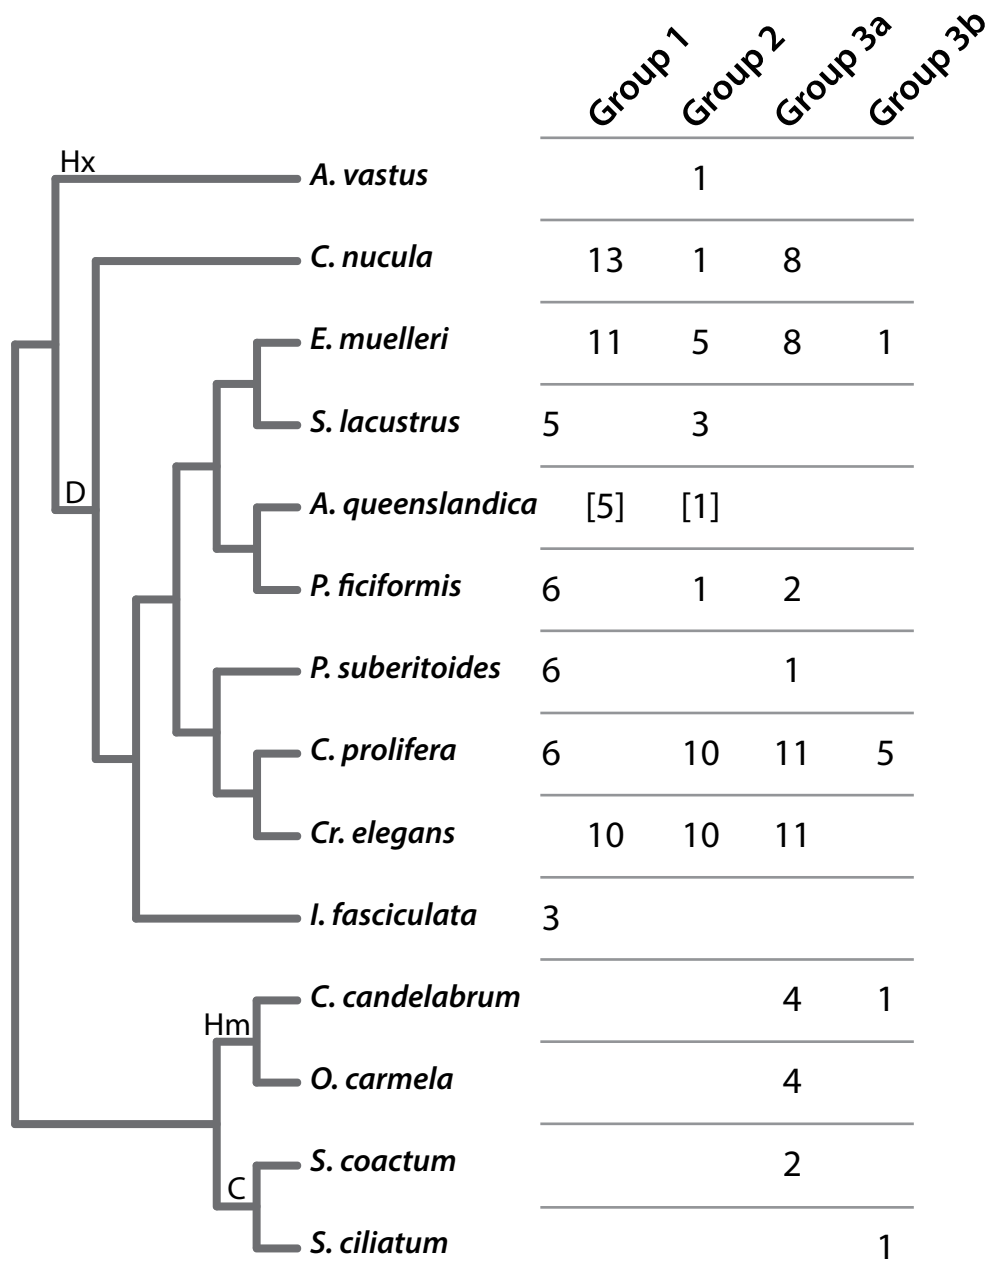 Group 1 Group 2 Group 3a Group 3b
Hx
A. vastus 1
C. nucula 13 1 8
E. muelleri 11 5 8 1
S. lacustrus 5 3
D
A. queenslandica [5] [1]
P. ficiformis 6 1 2
P. suberitoides 6 1
C. prolifera 6 10 11 5
Cr. elegans 10 10 11
I. fasciculata 3
C. candelabrum 4 1
Hm
O. carmela 4
S. coactum 2
C
S. ciliatum 1